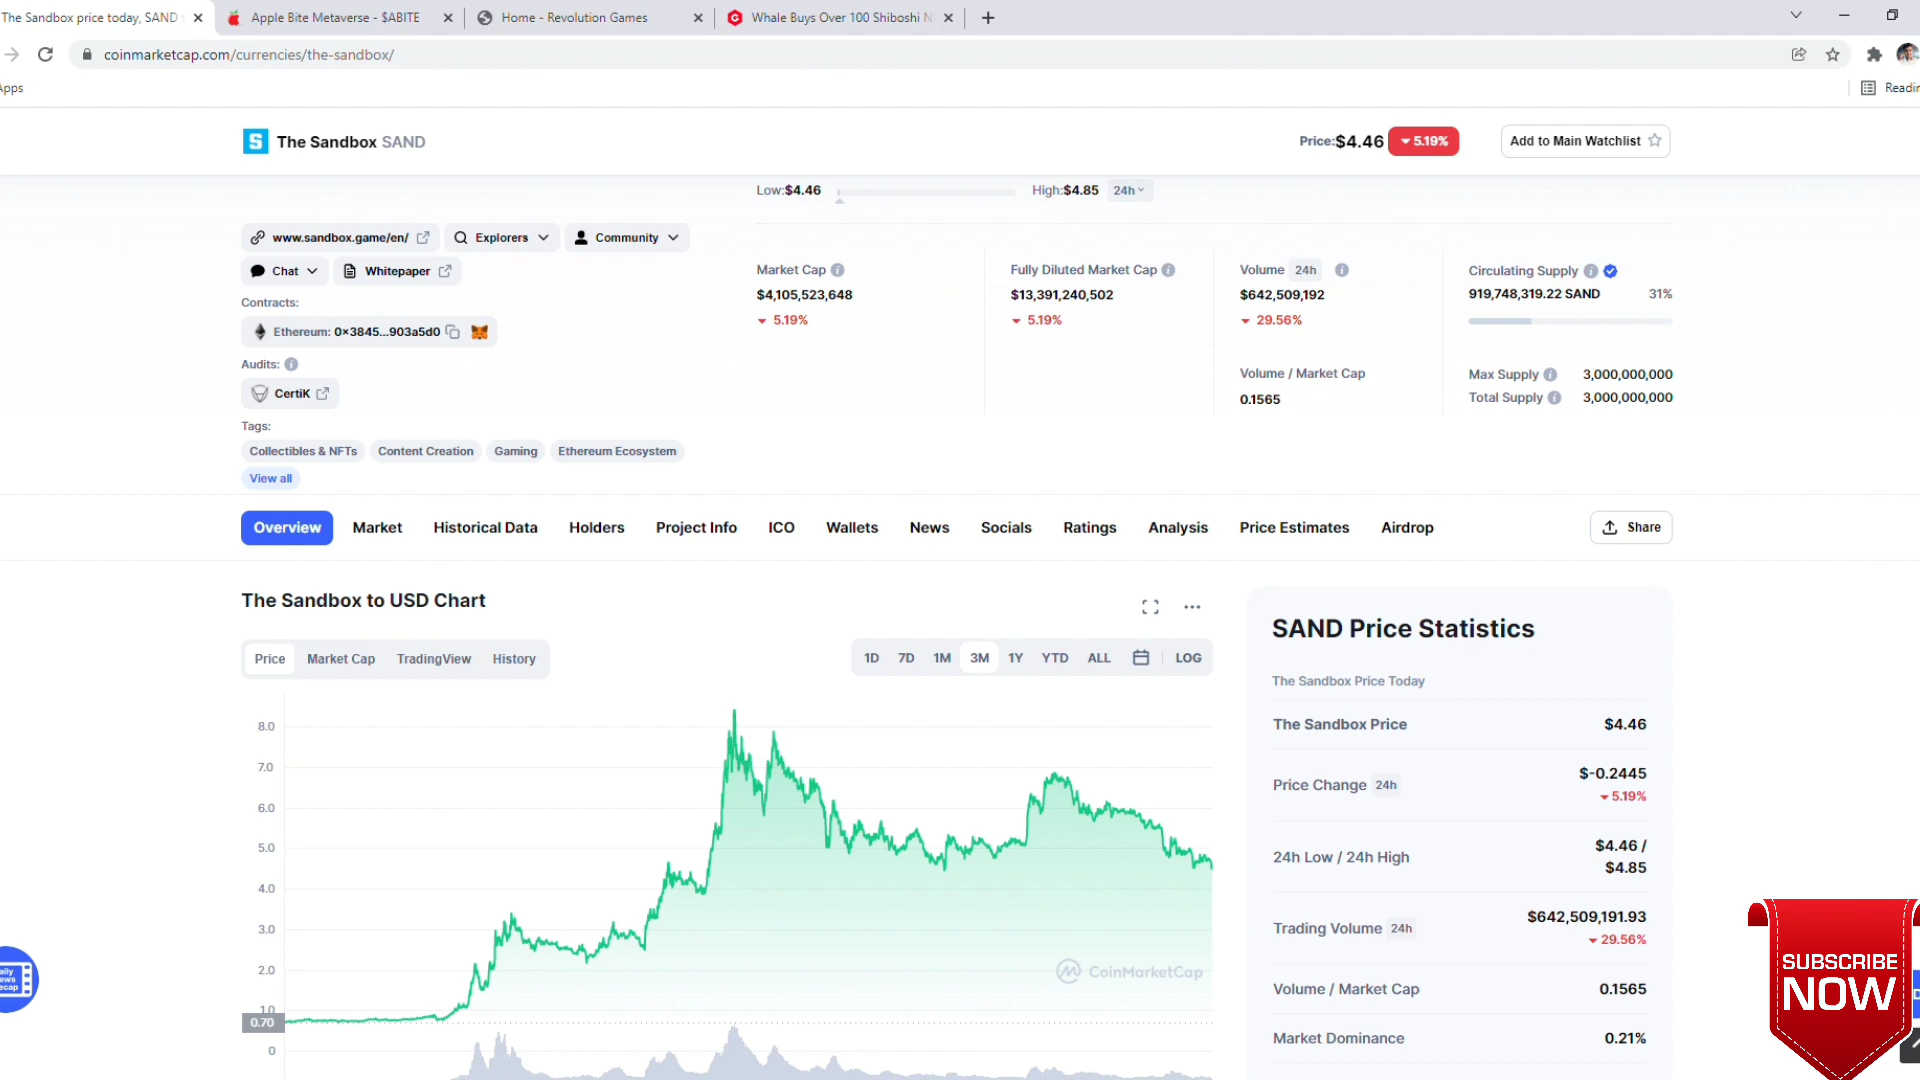 The Sandbox price today, SAND
Apple Bite Metaverse - $ABITE
Home - Revolution Games
Whale Buys Over 100 Shiboshi N
coinmarketcap.com/currencies/the-sandbox/
Apps
Readin
The Sandbox SAND
Price:$4.46
5.19%
Add to Main Watchlist
Low:$4.46
High:$4.85
24h
www.sandbox.game/en/
Explorers
Community
Chat
Whitepaper
Contracts:
Ethereum: 0x3845...903a5d0
Audits:
CertiK
Tags:
Collectibles & NFTs
Content Creation
Gaming
Ethereum Ecosystem
View all
Market Cap
$4,105,523,648
5.19%
Fully Diluted Market Cap
$13,391,240,502
5.19%
Volume 24h
$642,509,192
29.56%
Volume / Market Cap
0.1565
Circulating Supply
919,748,319.22 SAND 31%
Max Supply 3,000,000,000
Total Supply 3,000,000,000
Overview
Market
Historical Data
Holders
Project Info
ICO
Wallets
News
Socials
Ratings
Analysis
Price Estimates
Airdrop
Share
The Sandbox to USD Chart
Price
Market Cap
TradingView
History
1D
7D
1M
3M
1Y
YTD
ALL
LOG
8.0
7.0
6.0
5.0
4.0
3.0
2.0
1.0
0.70
0
CoinMarketCap
SAND Price Statistics
The Sandbox Price Today
The Sandbox Price $4.46
Price Change 24h $-0.2445
5.19%
24h Low / 24h High $4.46 /
$4.85
Trading Volume 24h $642,509,191.93
29.56%
Volume / Market Cap 0.1565
Market Dominance 0.21%
SUBSCRIBE
NOW